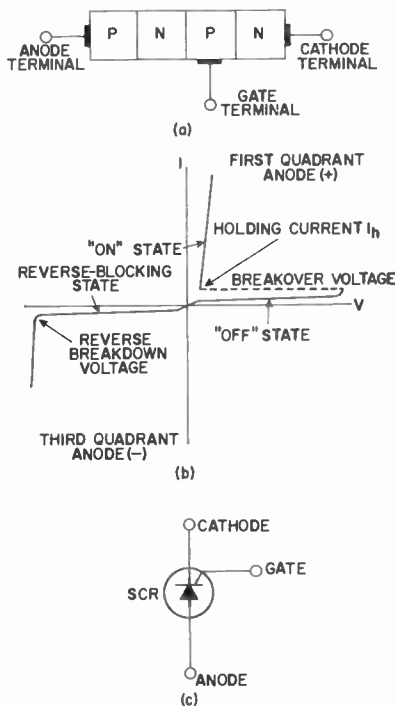 P N P N
ANODE
TERMINAL
CATHODE
TERMINAL
GATE
TERMINAL
(a)
I
FIRST QUADRANT
ANODE (+)
"ON" STATE
HOLDING CURRENT Ih
REVERSE-BLOCKING
STATE
BREAKOVER VOLTAGE
V
REVERSE
BREAKDOWN
VOLTAGE
"OFF" STATE
THIRD QUADRANT
ANODE (—)
(b)
CATHODE
GATE
SCR
ANODE
(c)